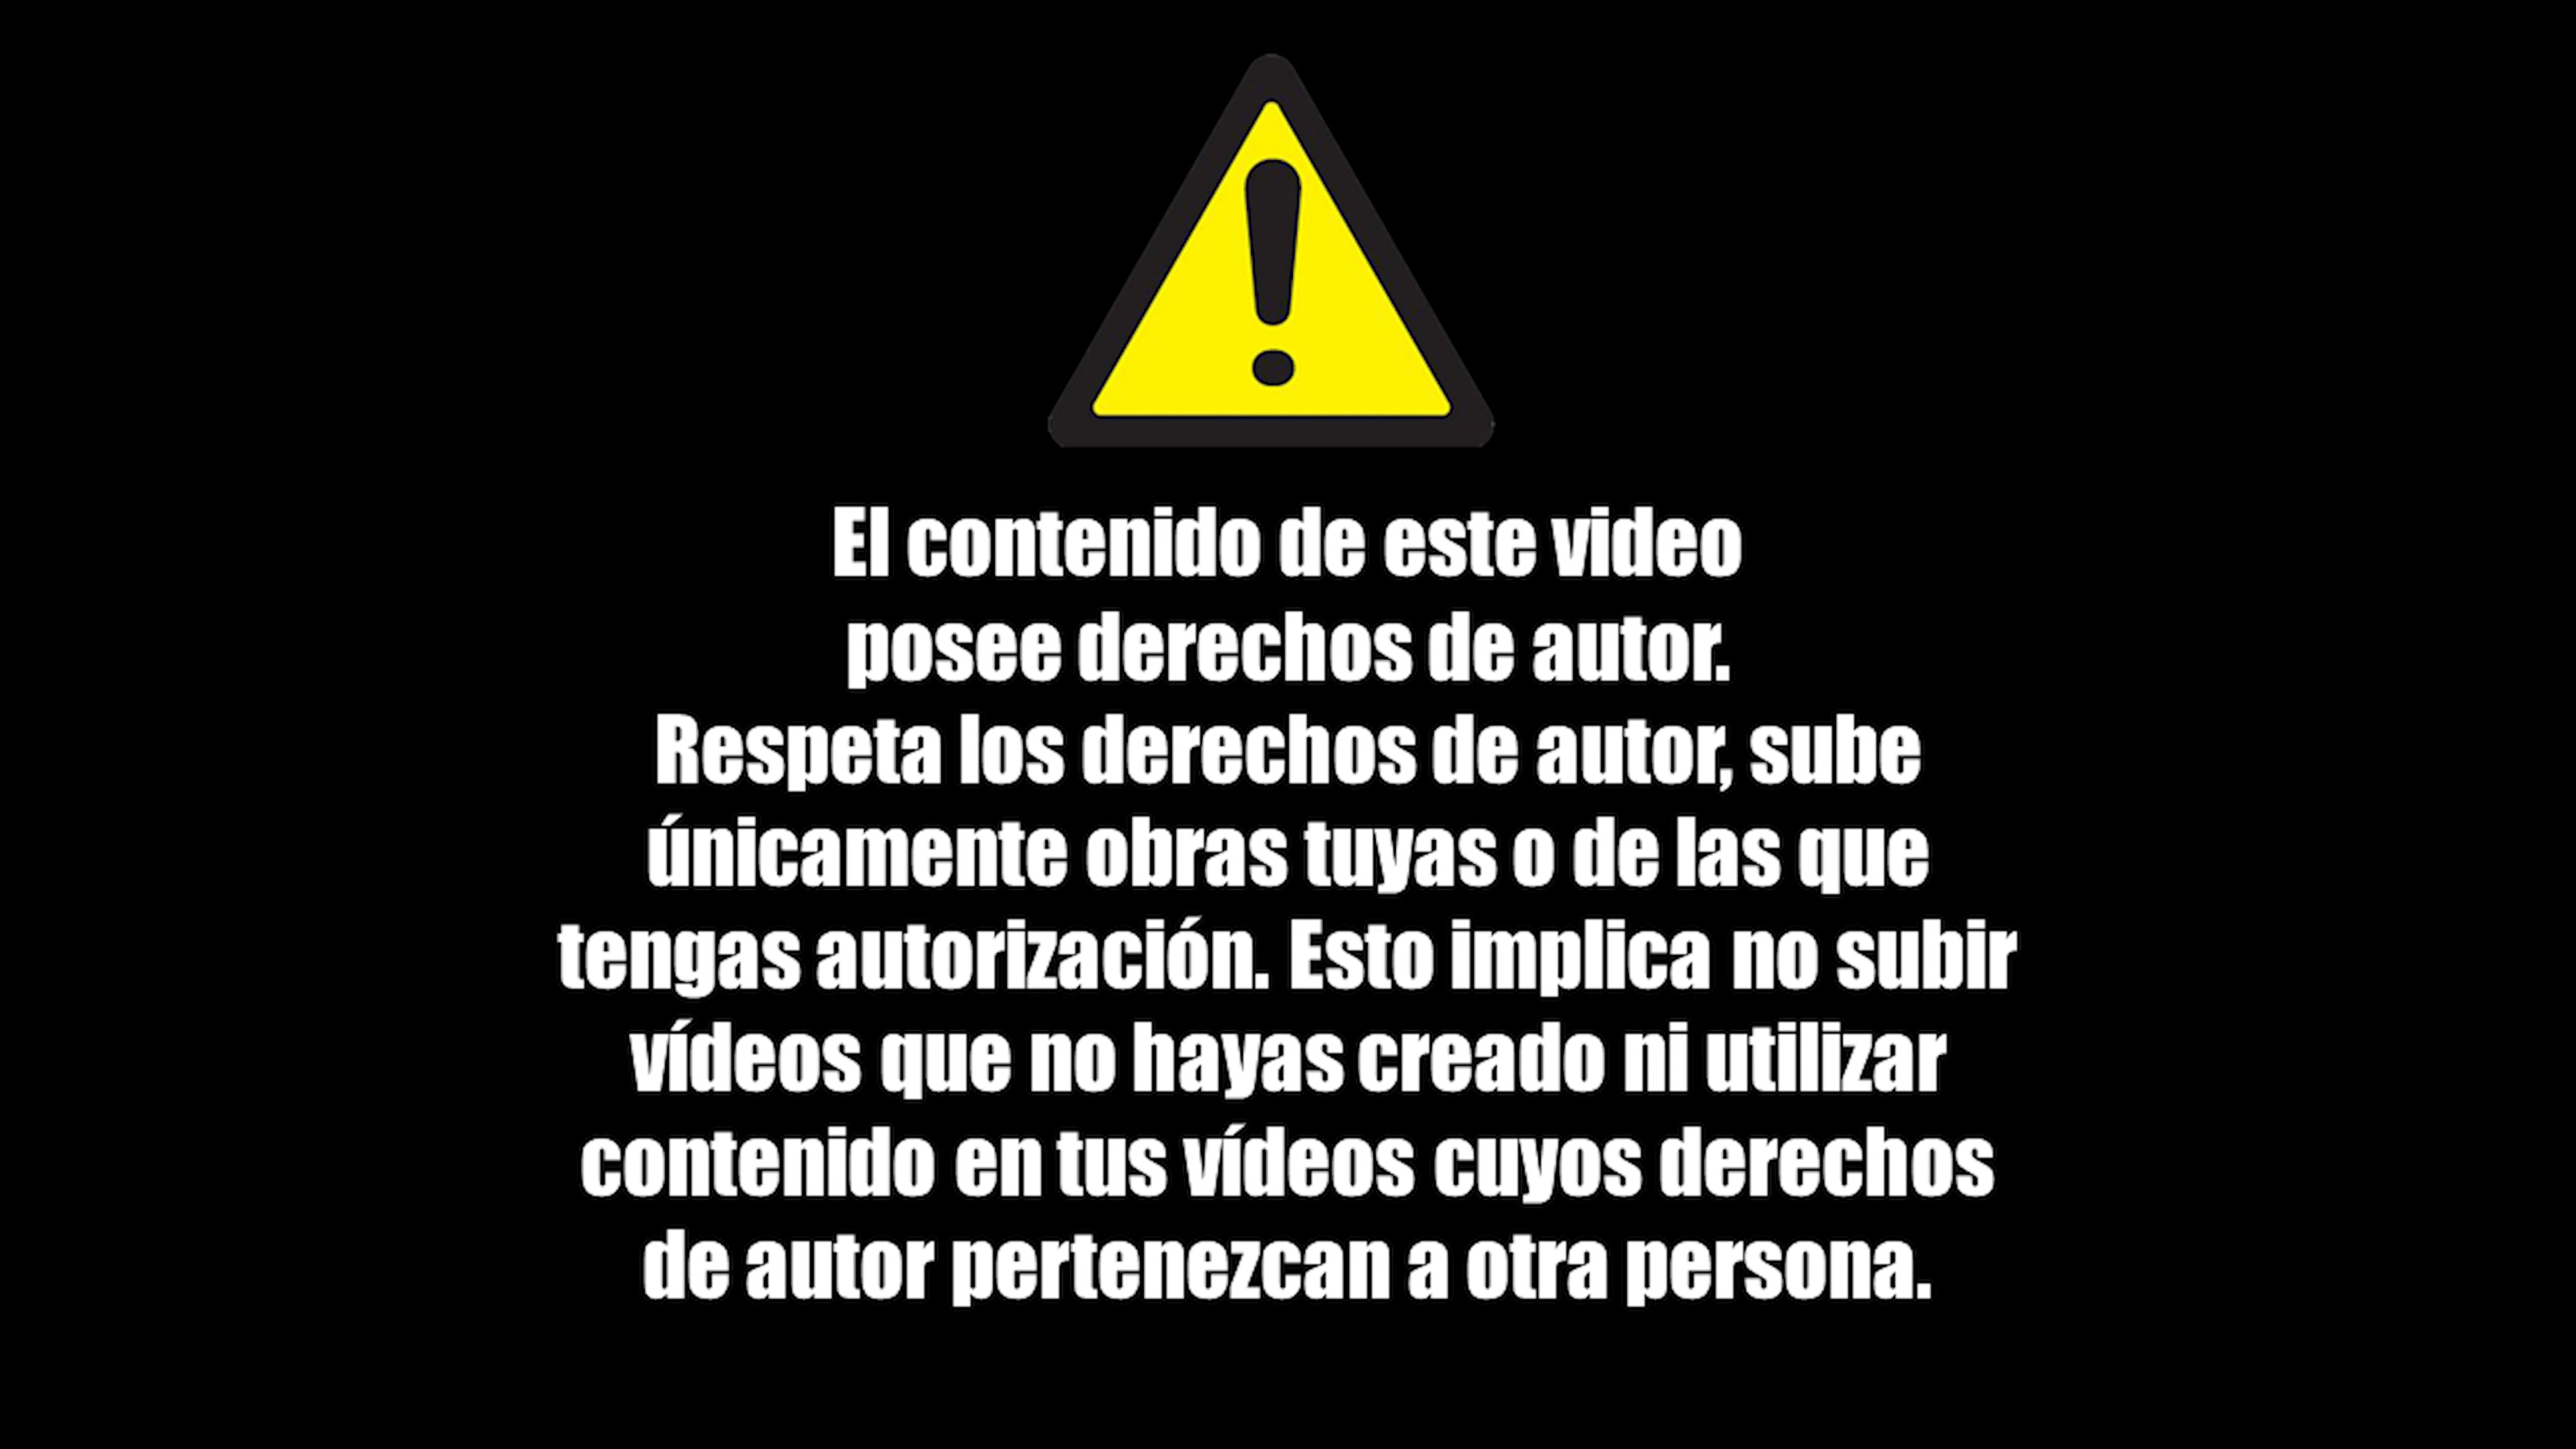 El contenido de este video
posee derechos de autor.
Respeta los derechos de autor, sube
únicamente obras tuyas o de las que
tengas autorización. Esto implica no subir
vídeos que no hayas creado ni utilizar
contenido en tus vídeos cuyos derechos
de autor pertenezcan a otra persona.